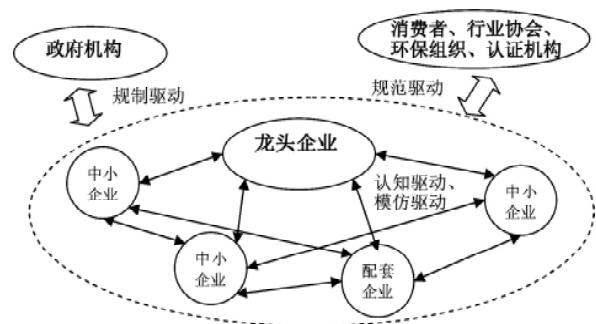 政府机构
消费者、行业协会、
环保组织、认证机构
规制驱动
规范驱动
龙头企业
中小
企业
认知驱动、
模仿驱动
中小
企业
中小
企业
配套
企业